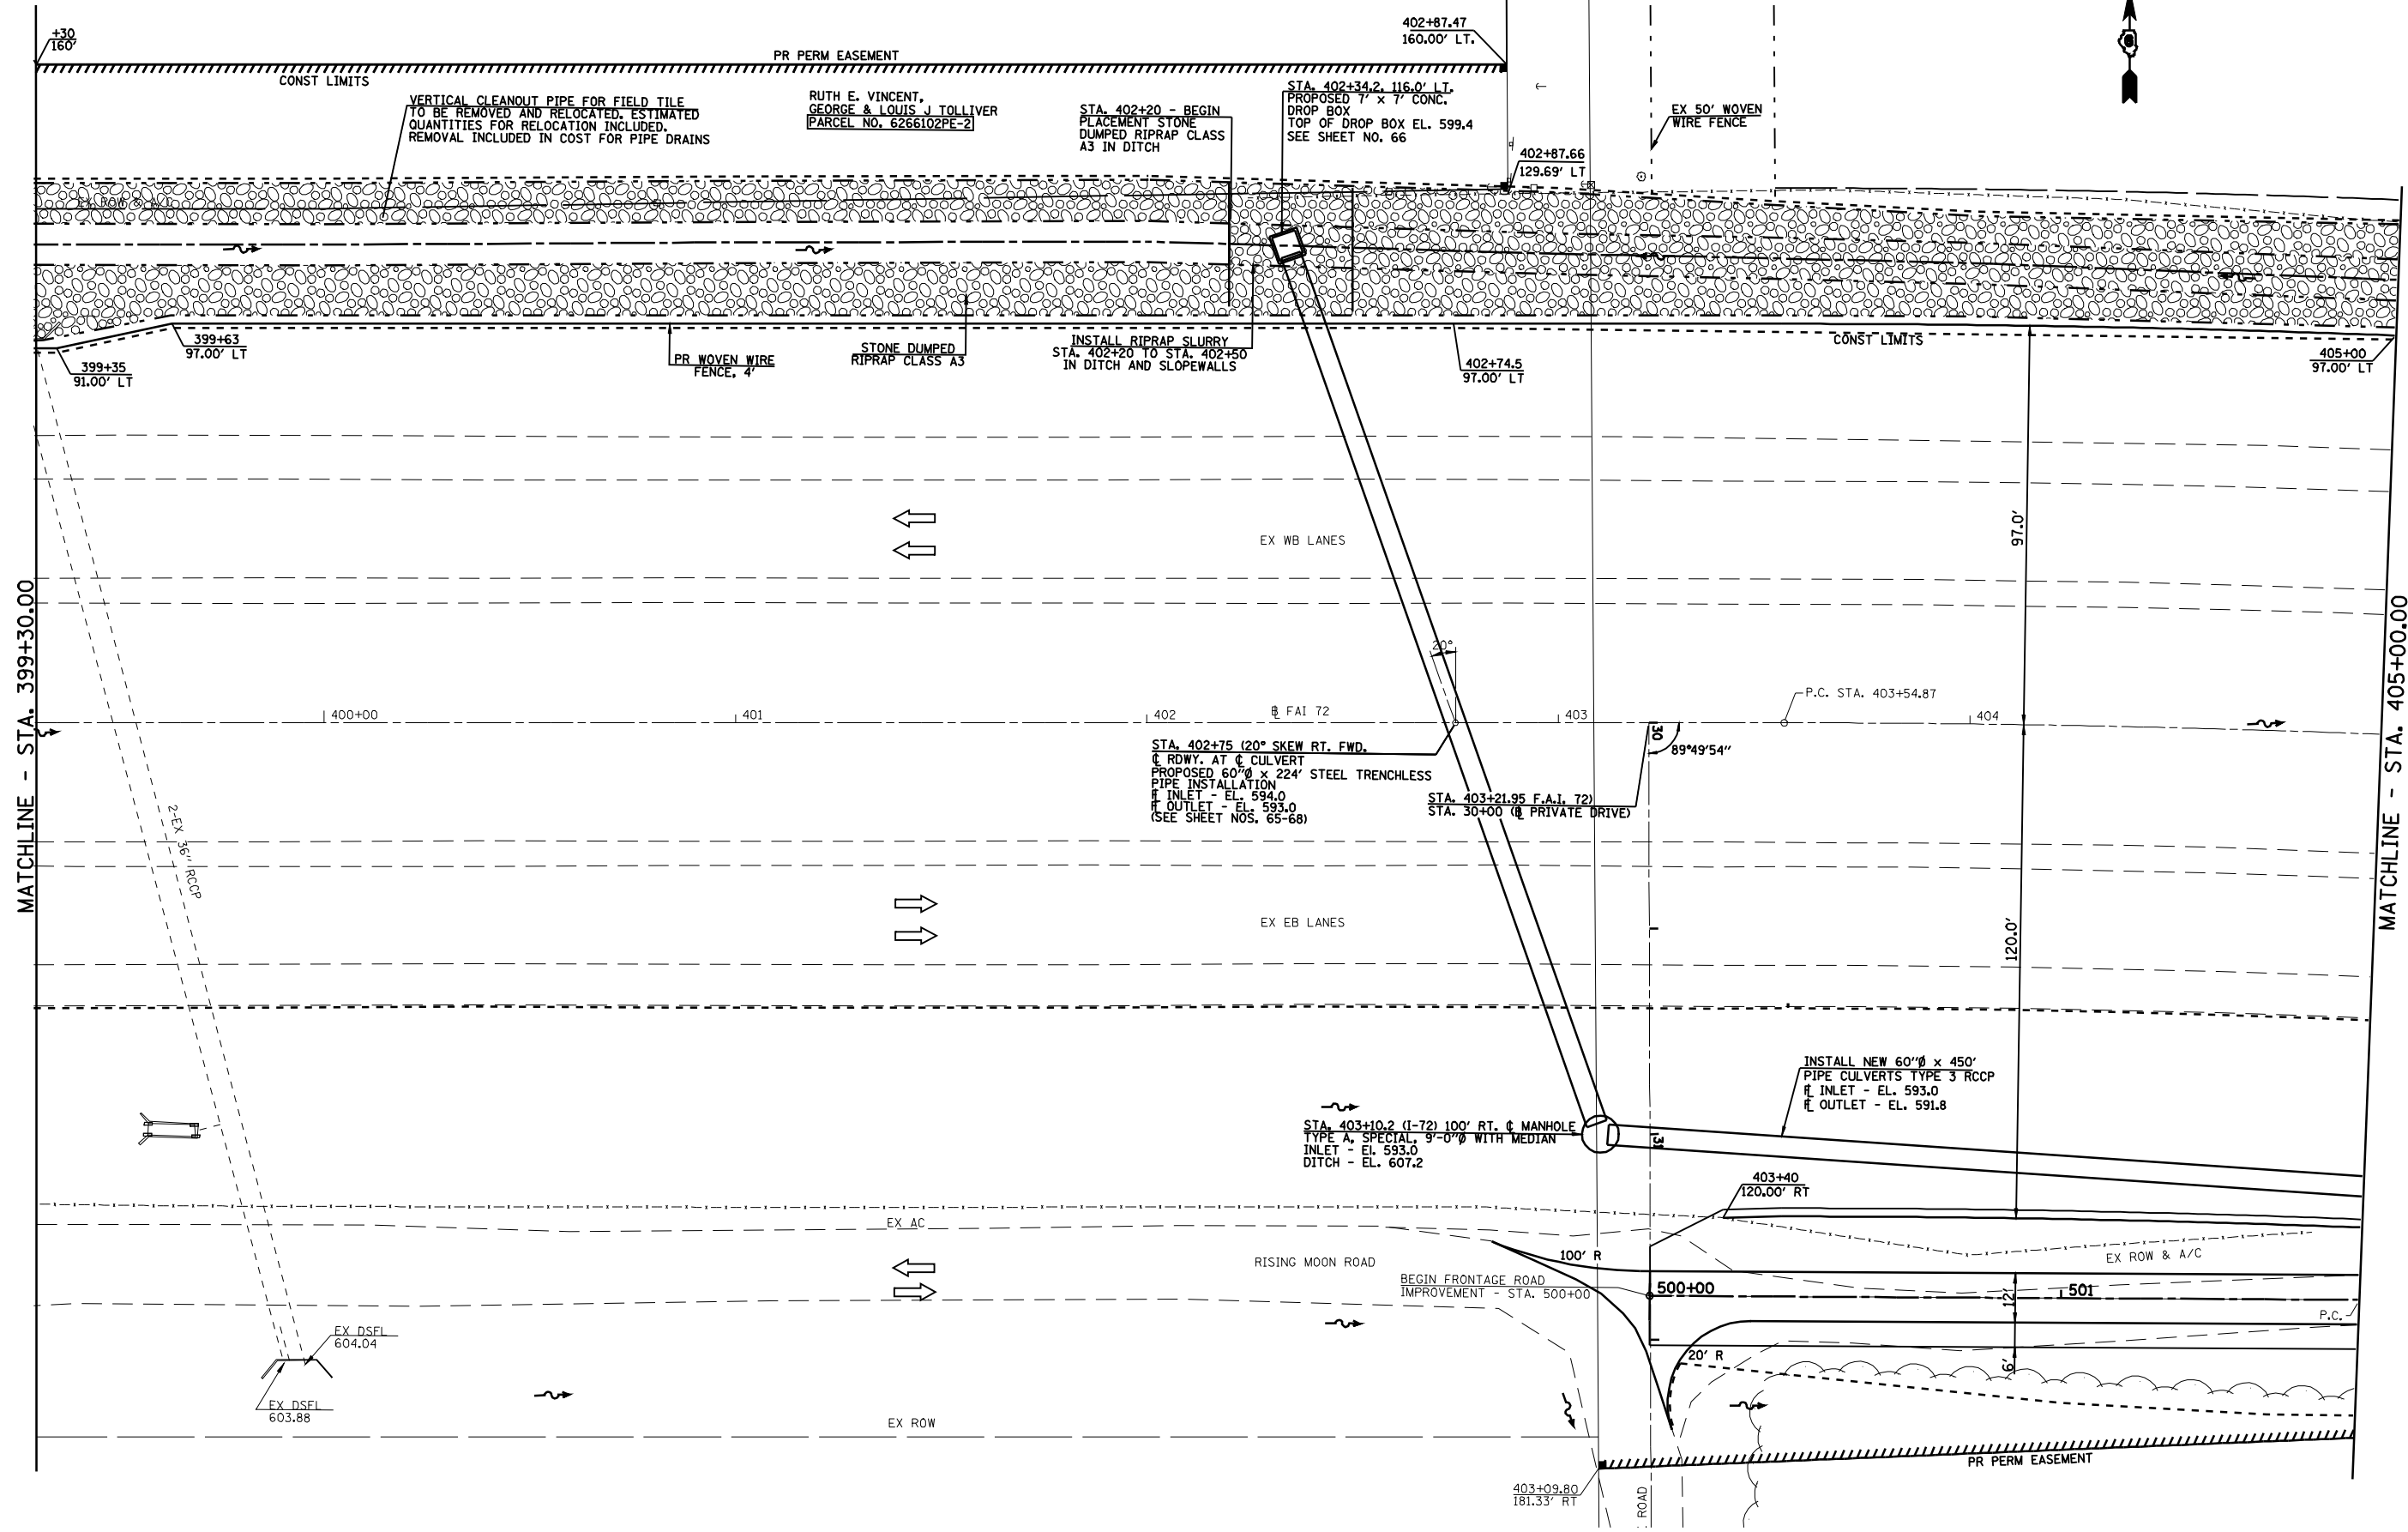 +30
160'
PR PERM EASEMENT
CONST LIMITS
402+87.47
160.00' LT.
VERTICAL CLEANOUT PIPE FOR FIELD TILE
TO BE REMOVED AND RELOCATED. ESTIMATED
QUANTITIES FOR RELOCATION INCLUDED.
REMOVAL INCLUDED IN COST FOR PIPE DRAINS
RUTH E. VINCENT,
GEORGE & LOUIS J TOLLIVER
PARCEL NO. 6266102PE-2
STA. 402+20 - BEGIN
PLACEMENT STONE
DUMPED RIPRAP CLASS
A3 IN DITCH
STA. 402+34.2, 116.0' LT.
PROPOSED 7' x 7' CONC.
DROP BOX
TOP OF DROP BOX EL. 599.4
SEE SHEET NO. 66
EX 50' WOVEN
WIRE FENCE
402+87.66
129.69' LT
EX ROW & A/C
399+63
97.00' LT
399+35
91.00' LT
PR WOVEN WIRE
FENCE, 4'
STONE DUMPED
RIPRAP CLASS A3
INSTALL RIPRAP SLURRY
STA. 402+20 TO STA. 402+50
IN DITCH AND SLOPEWALLS
402+74.5
97.00' LT
CONST LIMITS
405+00
97.00' LT
97.0'
EX WB LANES
MATCHLINE - STA. 399+30.00
MATCHLINE - STA. 405+00.00
20°
400+00
401
402
℄ FAI 72
403
P.C. STA. 403+54.87
404
30
89°49'54"
STA. 402+75 (20° SKEW RT. FWD.
℄ RDWY. AT ℄ CULVERT
PROPOSED 60"Ø x 224' STEEL TRENCHLESS
PIPE INSTALLATION
F INLET - EL. 594.0
F OUTLET - EL. 593.0
(SEE SHEET NOS. 65-68)
STA. 403+21.95 F.A.I. 72)
STA. 30+00 (℄ PRIVATE DRIVE)
2-EX 36" RCCP
EX EB LANES
120.0'
INSTALL NEW 60"Ø x 450'
PIPE CULVERTS TYPE 3 RCCP
F INLET - EL. 593.0
F OUTLET - EL. 591.8
STA. 403+10.2 (I-72) 100' RT. ℄ MANHOLE
TYPE A, SPECIAL, 9'-0"Ø WITH MEDIAN
INLET - El. 593.0
DITCH - EL. 607.2
31
403+40
120.00' RT
EX AC
RISING MOON ROAD
100' R
EX ROW & A/C
BEGIN FRONTAGE ROAD
IMPROVEMENT - STA. 500+00
500+00
501
12'
P.C.
EX DSFL
604.04
EX DSFL
603.88
20' R
6'
EX ROW
PR PERM EASEMENT
403+09.80
181.33' RT
ROAD